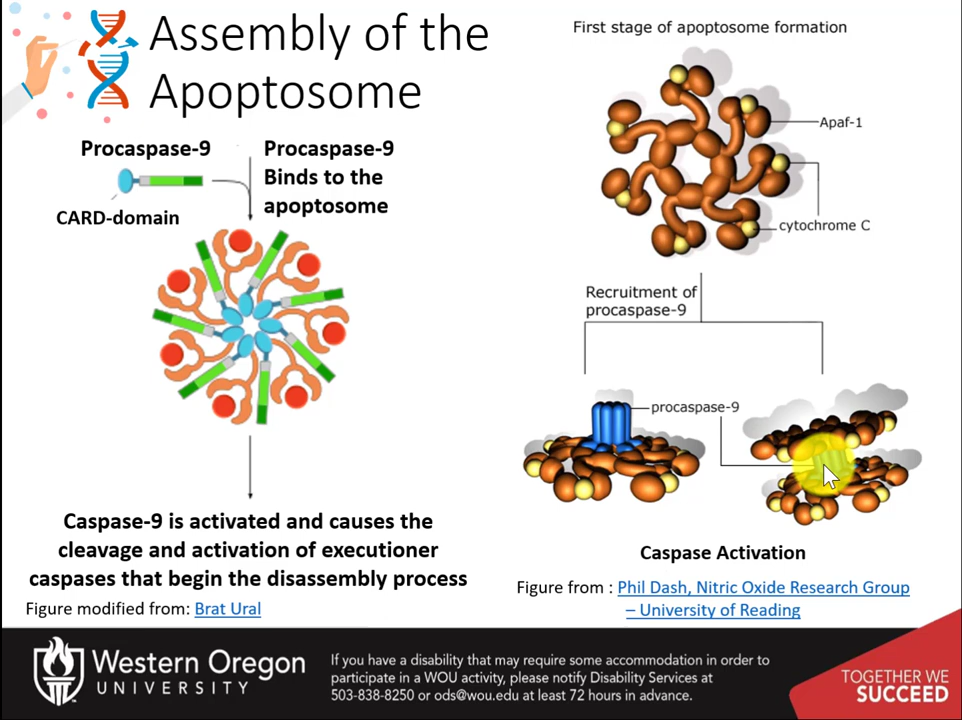 Assembly of the
Apoptosome
Procaspase-9
CARD-domain
Procaspase-9
Binds to the
apoptosome
Caspase-9 is activated and causes the
cleavage and activation of executioner
caspases that begin the disassembly process
Figure modified from: Brat Ural
First stage of apoptosome formation
Apaf-1
cytochrome C
Recruitment of
procaspase-9
procaspase-9
Caspase Activation
Figure from : Phil Dash, Nitric Oxide Research Group
– University of Reading
Western Oregon
UNIVERSITY
If you have a disability that may require some accommodation in order to
participate in a WOU activity, please notify Disability Services at
503-838-8250 or ods@wou.edu at least 72 hours in advance.
TOGETHER WE
SUCCEED